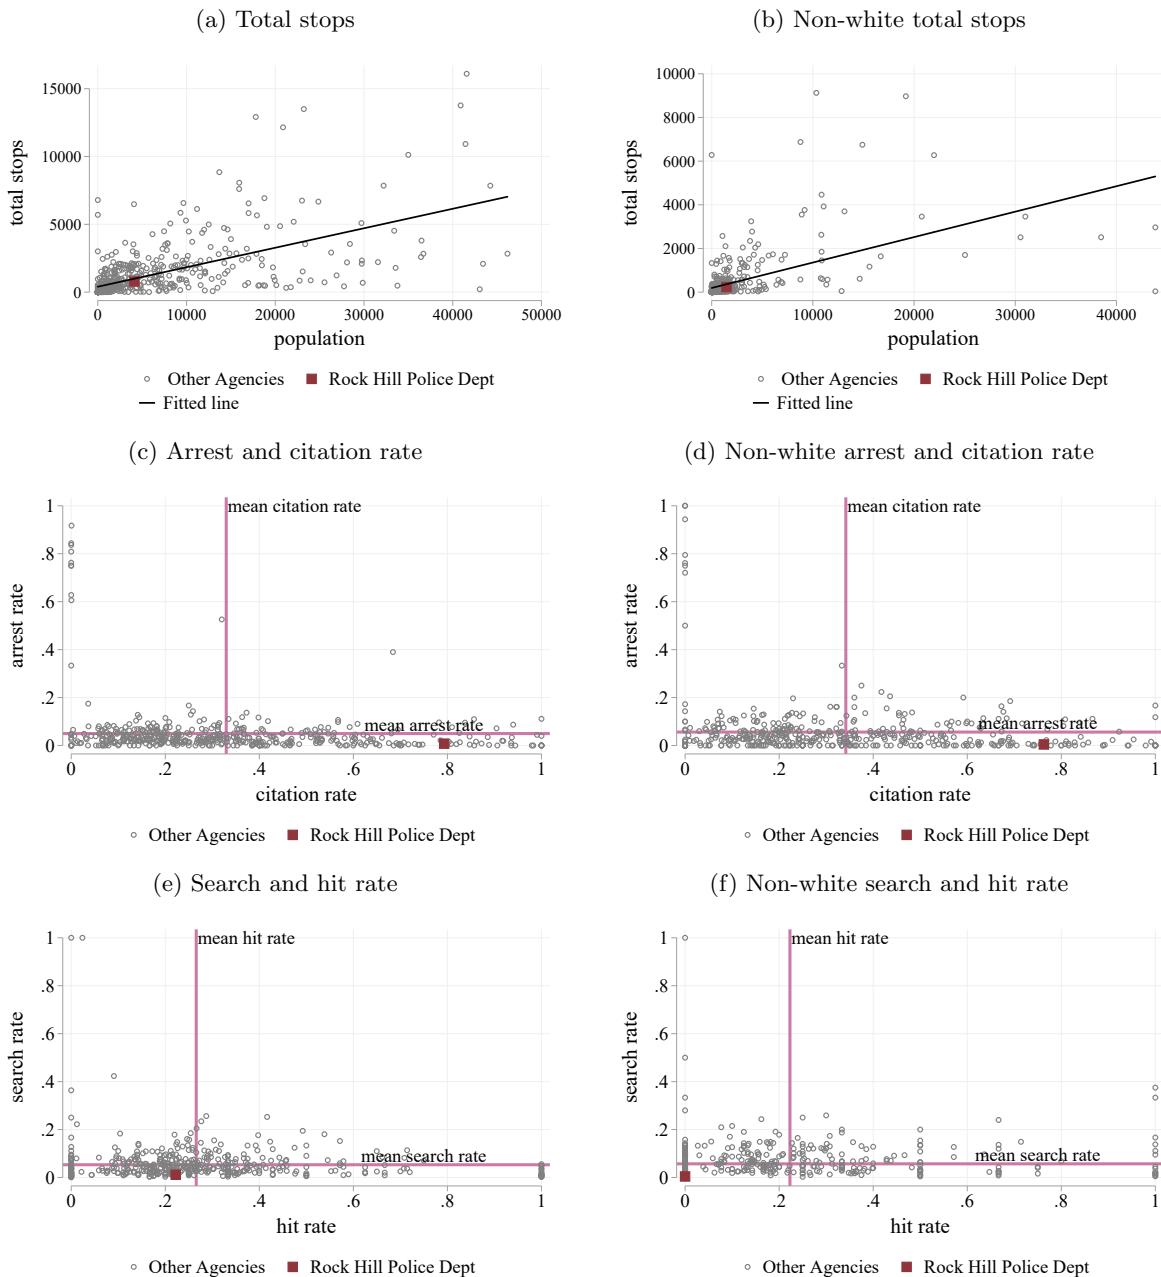 (a) Total stops
(b) Non-white total stops
total stops
15000
10000
5000
0
0 10000 20000 30000 40000 50000
population
Other Agencies Rock Hill Police Dept
Fitted line
total stops
10000
8000
6000
4000
2000
0
0 10000 20000 30000 40000
population
Other Agencies Rock Hill Police Dept
Fitted line
(c) Arrest and citation rate
(d) Non-white arrest and citation rate
arrest rate
1
.8
.6
.4
.2
0
mean citation rate
mean arrest rate
0 .2 .4 .6 .8 1
citation rate
Other Agencies Rock Hill Police Dept
arrest rate
1
.8
.6
.4
.2
0
mean citation rate
mean arrest rate
0 .2 .4 .6 .8 1
citation rate
Other Agencies Rock Hill Police Dept
(e) Search and hit rate
(f) Non-white search and hit rate
search rate
1
.8
.6
.4
.2
0
mean hit rate
mean search rate
0 .2 .4 .6 .8 1
hit rate
Other Agencies Rock Hill Police Dept
search rate
1
.8
.6
.4
.2
0
mean hit rate
mean search rate
0 .2 .4 .6 .8 1
hit rate
Other Agencies Rock Hill Police Dept